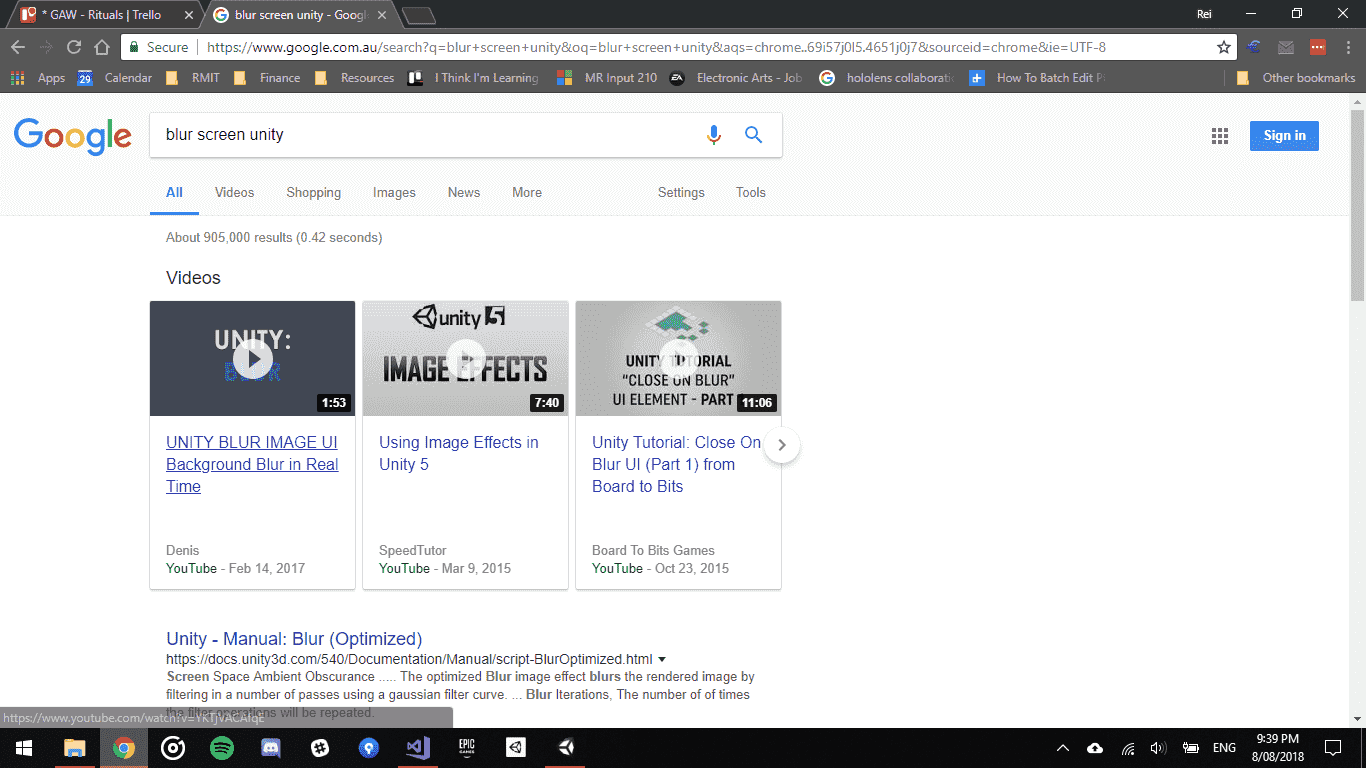 * GAW - Rituals | Trello
blur screen unity - Googl
Rei
Secure
https://www.google.com.au/search?q=blur+screen+unity&oq=blur+screen+unity&aqs=chrome..69i57j0l5.4651j0j7&sourceid=chrome&ie=UTF-8
Apps
29
Calendar
RMIT
Finance
Resources
I Think I'm Learning
MR Input 210
EA
Electronic Arts - Job
hololens collaborati
How To Batch Edit P
Other bookmarks
Google
blur screen unity
Sign in
All
Videos
Shopping
Images
News
More
Settings
Tools
About 905,000 results (0.42 seconds)
Videos
UNITY:
BLUR
1:53
unity 5
IMAGE EFFECTS
7:40
UNITY TUTORIAL
"CLOSE ON BLUR"
UI ELEMENT - PART
11:06
UNITY BLUR IMAGE UI
Background Blur in Real
Time
Denis
YouTube - Feb 14, 2017
Using Image Effects in
Unity 5
SpeedTutor
YouTube - Mar 9, 2015
Unity Tutorial: Close On
Blur UI (Part 1) from
Board to Bits
Board To Bits Games
YouTube - Oct 23, 2015
Unity - Manual: Blur (Optimized)
https://docs.unity3d.com/540/Documentation/Manual/script-BlurOptimized.html
Screen Space Ambient Obscurance ..... The optimized Blur image effect blurs the rendered image by
filtering in a number of passes using a gaussian filter curve. ... Blur Iterations, The number of of times
the filter operations will be repeated.
EPIC
GAMES
ENG
9:39 PM
8/08/2018